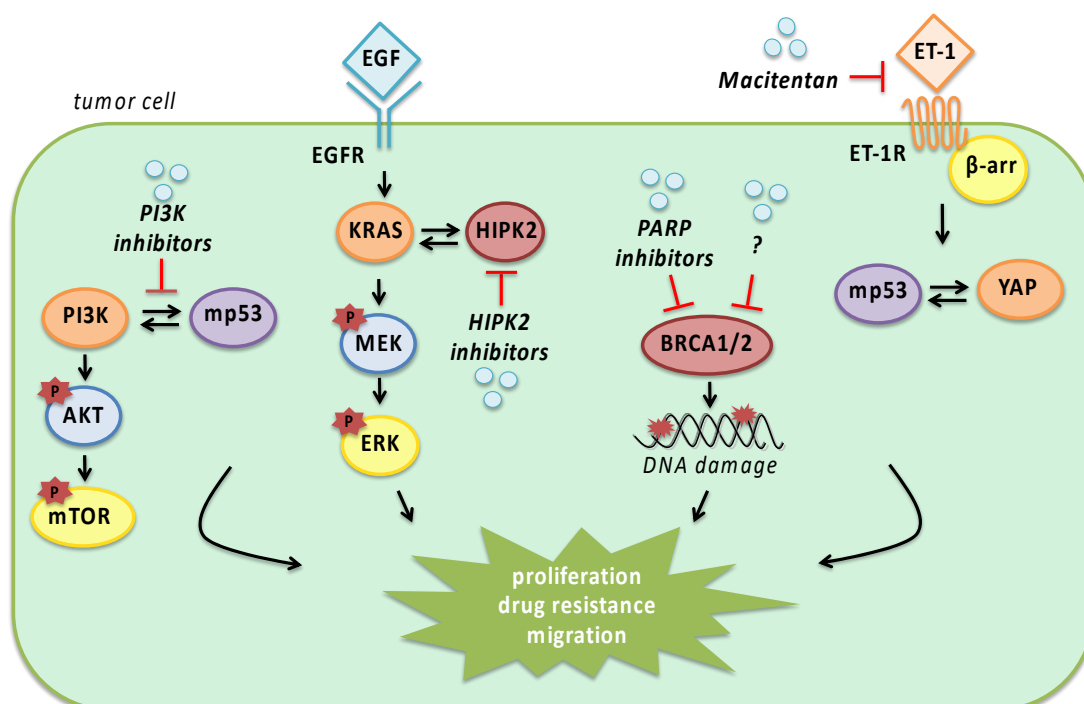 EGF
ET-1
Macitentan
tumor cell
EGFR
ET-1R
β-arr
PI3K
inhibitors
KRAS
HIPK2
PARP
inhibitors
?
PI3K
mp53
P
MEK
HIPK2
inhibitors
BRCA1/2
mp53
YAP
P
AKT
P
ERK
DNA damage
P
mTOR
proliferation
drug resistance
migration